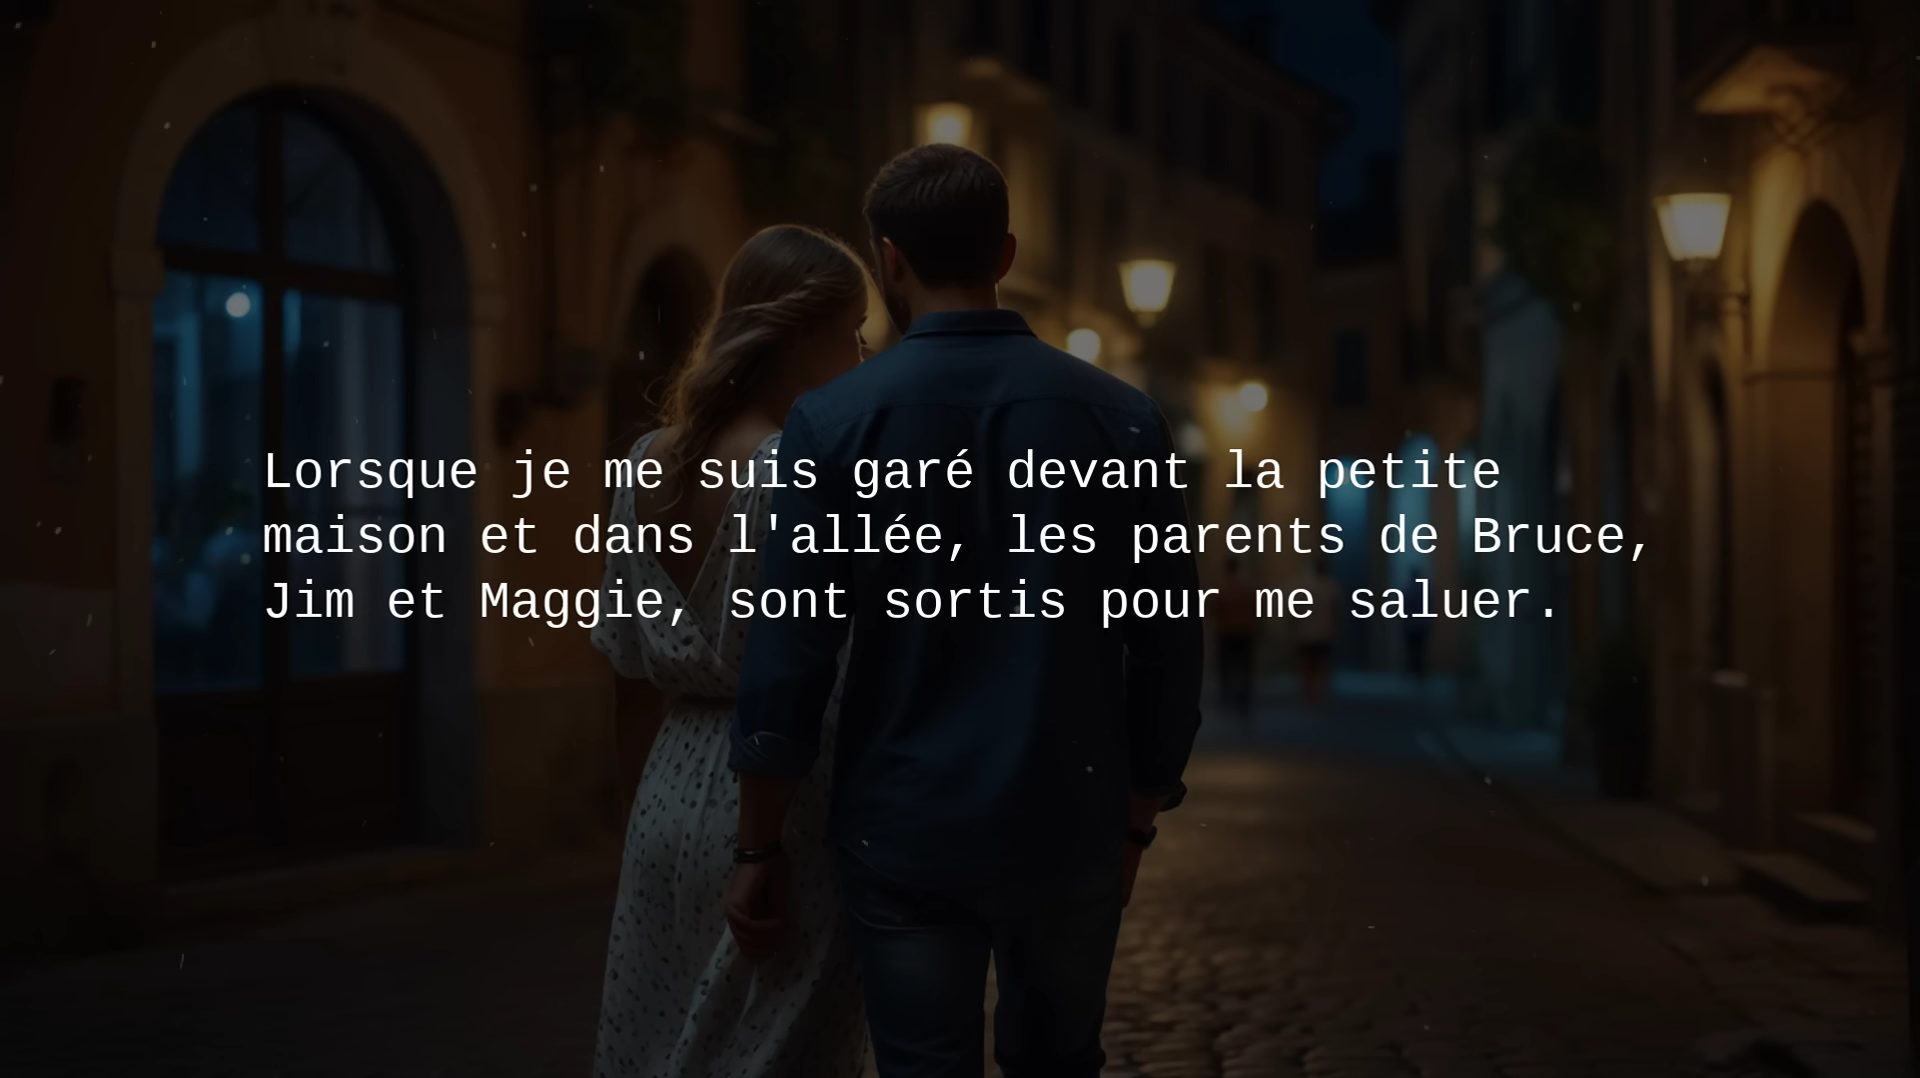 Lorsque je me suis garé devant la petite
maison et dans l'allée, les parents de Bruce,
Jim et Maggie, sont sortis pour me saluer.